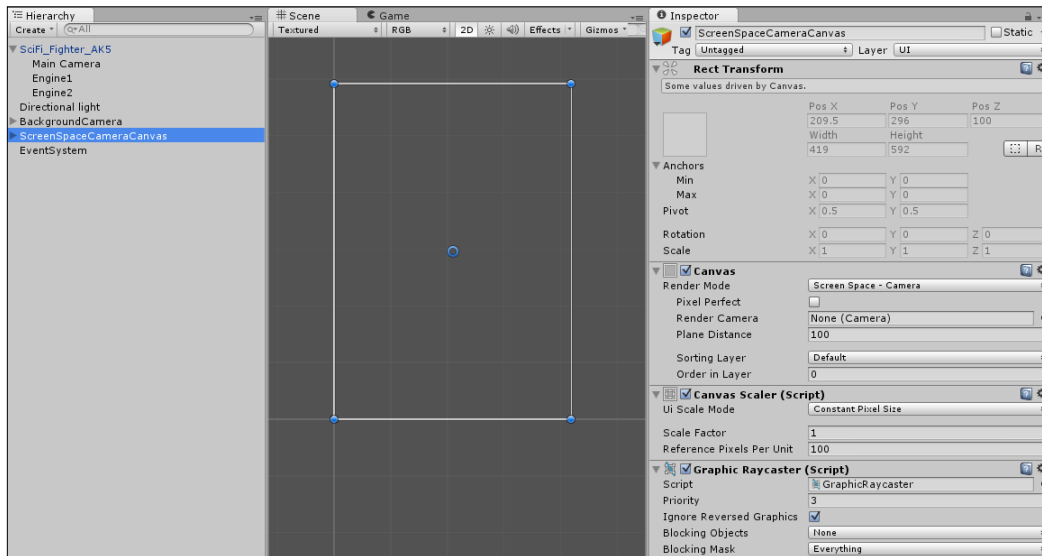 Hierarchy
Create
All
SciFi_Fighter_AK5
Main Camera
Engine1
Engine2
Directional light
BackgroundCamera
ScreenSpaceCameraCanvas
EventSystem
Scene Game
Textured RGB 2D Effects Gizmos
Inspector
ScreenSpaceCameraCanvas Static
Tag Untagged Layer UI
Rect Transform
Some values driven by Canvas.
Pos X Pos Y Pos Z
209.5 296 100
Width Height
419 592 R
Anchors
Min X 0 Y 0
Max X 0 Y 0
Pivot X 0.5 Y 0.5
Rotation X 0 Y 0 Z 0
Scale X 1 Y 1 Z 1
Canvas
Render Mode Screen Space - Camera
Pixel Perfect
Render Camera None (Camera)
Plane Distance 100
Sorting Layer Default
Order in Layer 0
Canvas Scaler (Script)
Ui Scale Mode Constant Pixel Size
Scale Factor 1
Reference Pixels Per Unit 100
Graphic Raycaster (Script)
Script GraphicRaycaster
Priority 3
Ignore Reversed Graphics
Blocking Objects None
Blocking Mask Everything